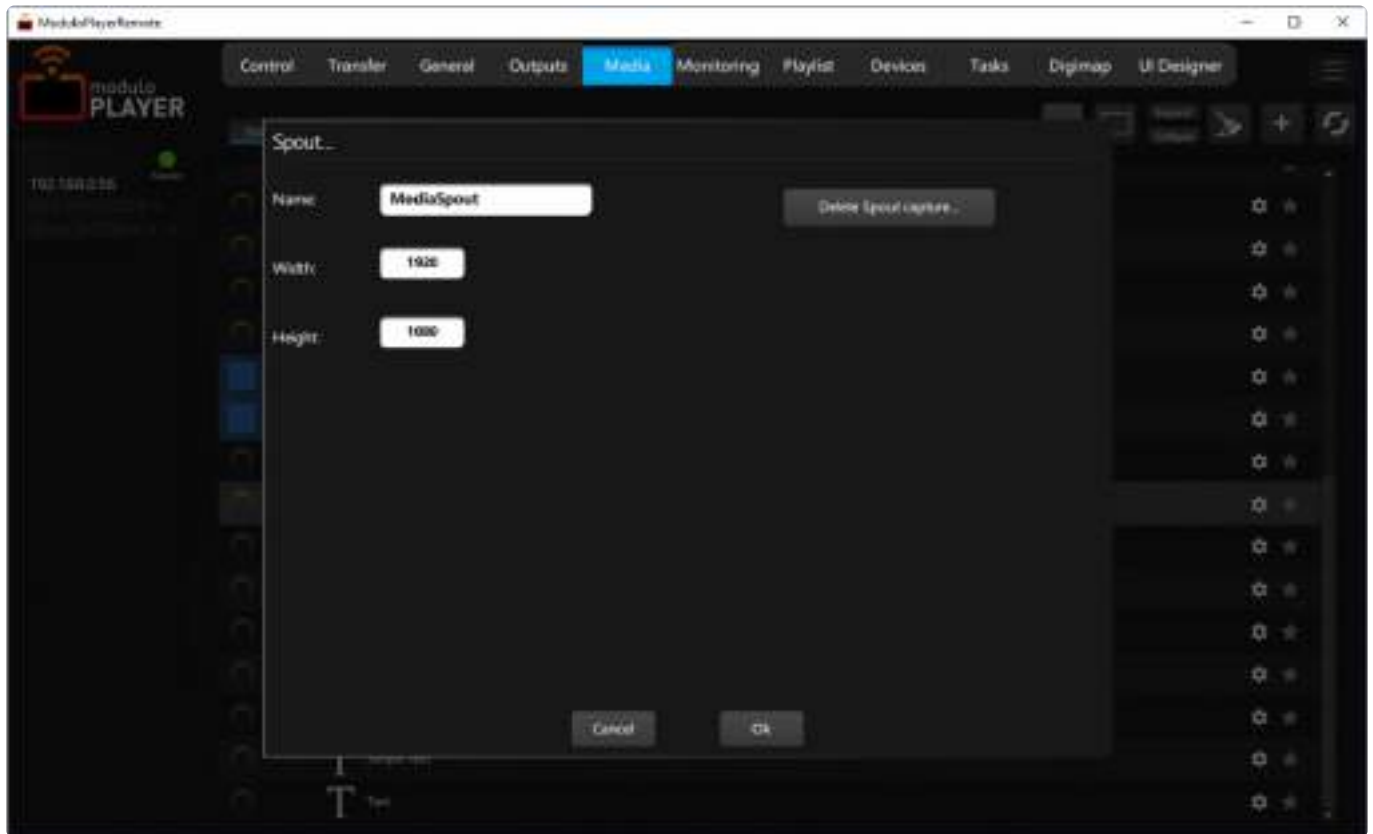 ModuloPlayerRemote
modulo
PLAYER
Control Transfer General Outputs Media Monitoring Playlist Devices Tasks Digimap UI Designer
Spout...
Name: MediaSpout
Delete Spout capture...
Width: 1920
Height: 1080
Cancel Ok
Text